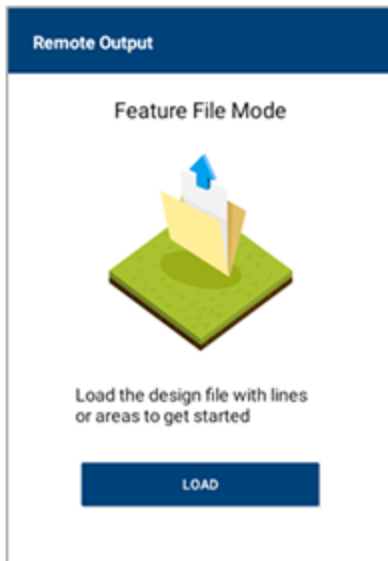 Remote Output
Feature File Mode
Load the design file with lines
or areas to get started
LOAD